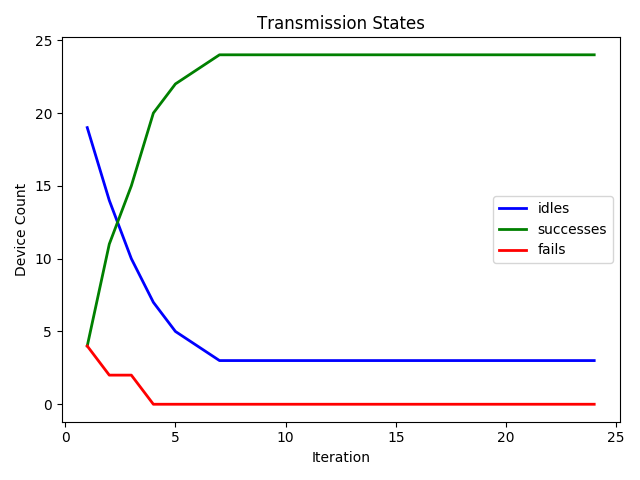 Transmission States
Device Count
25
20
15
10
5
0
idles
successes
fails
0 5 10 15 20 25
Iteration